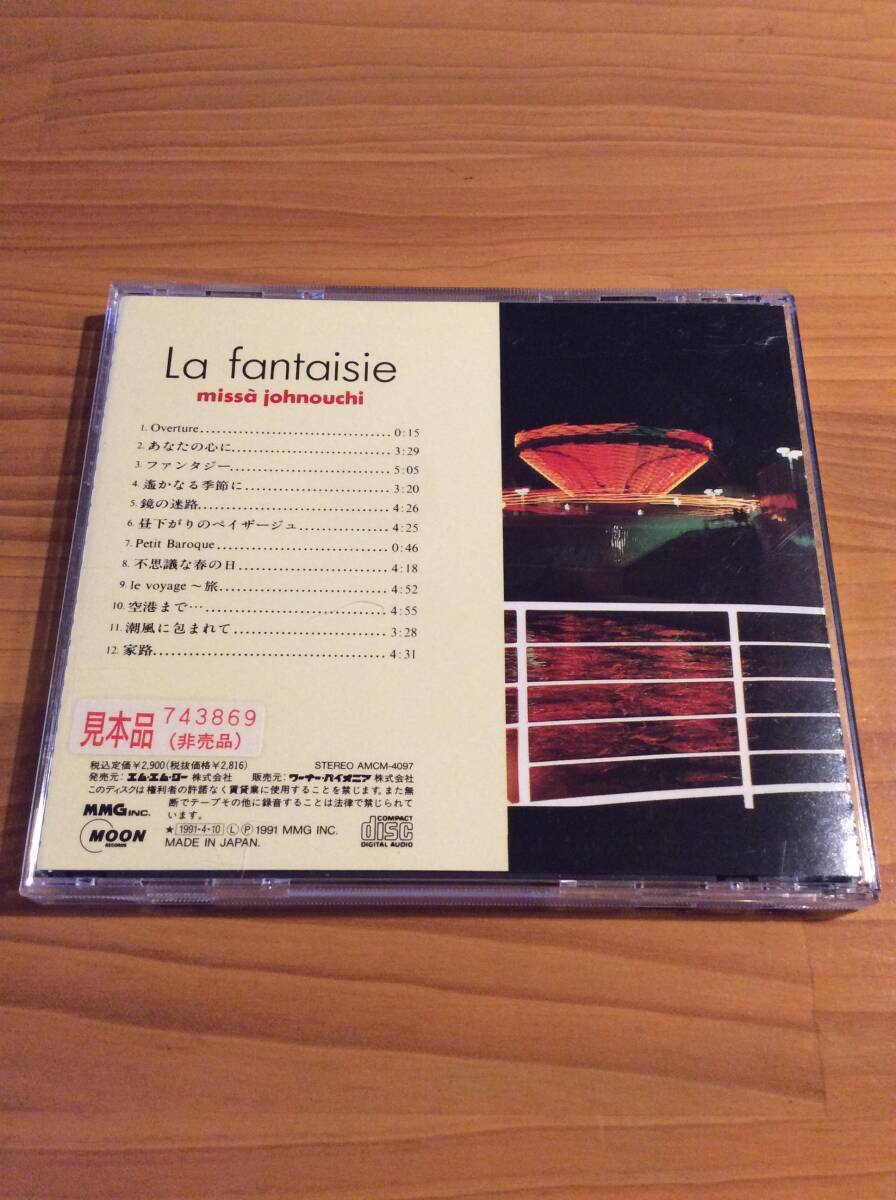 La fantaisie
missà johnouchi
1. Overture 0:15
2. あなたの心に 3:29
3. ファンタジー 5:05
4. 遙かなる季節に 3:20
5. 鏡の迷路 4:26
6. 昼下がりのペイザージュ 4:25
7. Petit Baroque 0:46
8. 不思議な春の日 4:18
9. le voyage〜旅 4:52
10. 空港まで… 4:55
11. 潮風に包まれて 3:28
12. 家路 4:31
見本品 743869
(非売品)
税込定価¥2,900(税抜価格¥2,816) STEREO AMCM-4097
発売元:エム・エム・ジー株式会社 販売元:ワーナー・パイオニア株式会社
このディスクは権利者の許諾なく賃貸業に使用することを禁じます。また無
断でテープその他に録音することは法律で禁じられて
います。
MMG INC.
MOON
RECORDS
★ 1991・4・10 Ⓛ Ⓟ 1991 MMG INC.
MADE IN JAPAN.
COMPACT
disc
DIGITAL AUDIO